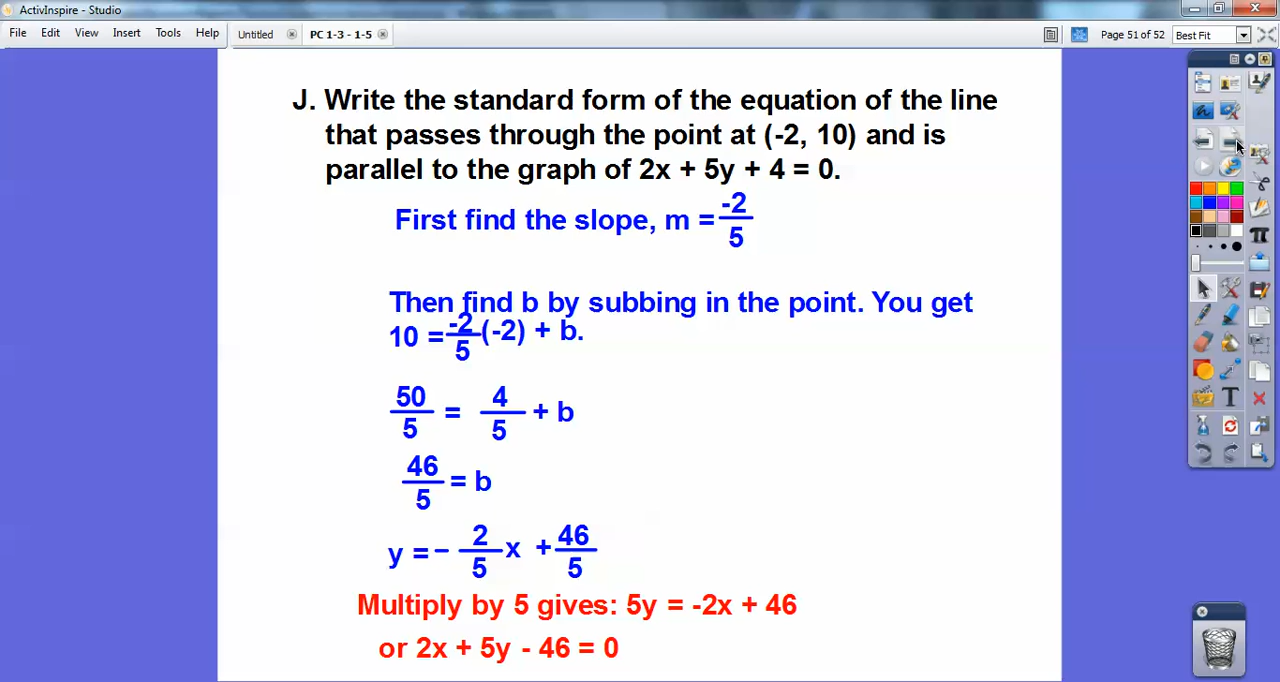 ActivInspire - Studio
File Edit View Insert Tools Help
Untitled
PC 1-3 - 1-5
Page 51 of 52
Best Fit
J. Write the standard form of the equation of the line
that passes through the point at (-2, 10) and is
parallel to the graph of 2x + 5y + 4 = 0.
First find the slope, m = -2/5
Then find b by subbing in the point. You get
10 = -2/5 (-2) + b.
50/5 = 4/5 + b
46/5 = b
y = - 2/5 x + 46/5
Multiply by 5 gives: 5y = -2x + 46
or 2x + 5y - 46 = 0